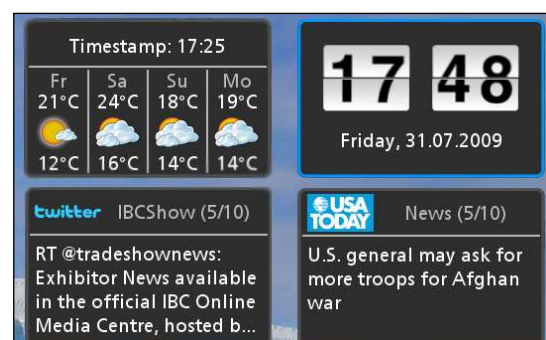 Timestamp: 17:25
Fr Sa Su Mo
21°C 24°C 18°C 19°C
12°C 16°C 14°C 14°C
17 48
Friday, 31.07.2009
twitter IBCShow (5/10)
RT @tradeshownews:
Exhibitor News available
in the official IBC Online
Media Centre, hosted b...
USA
TODAY
News (5/10)
U.S. general may ask for
more troops for Afghan
war